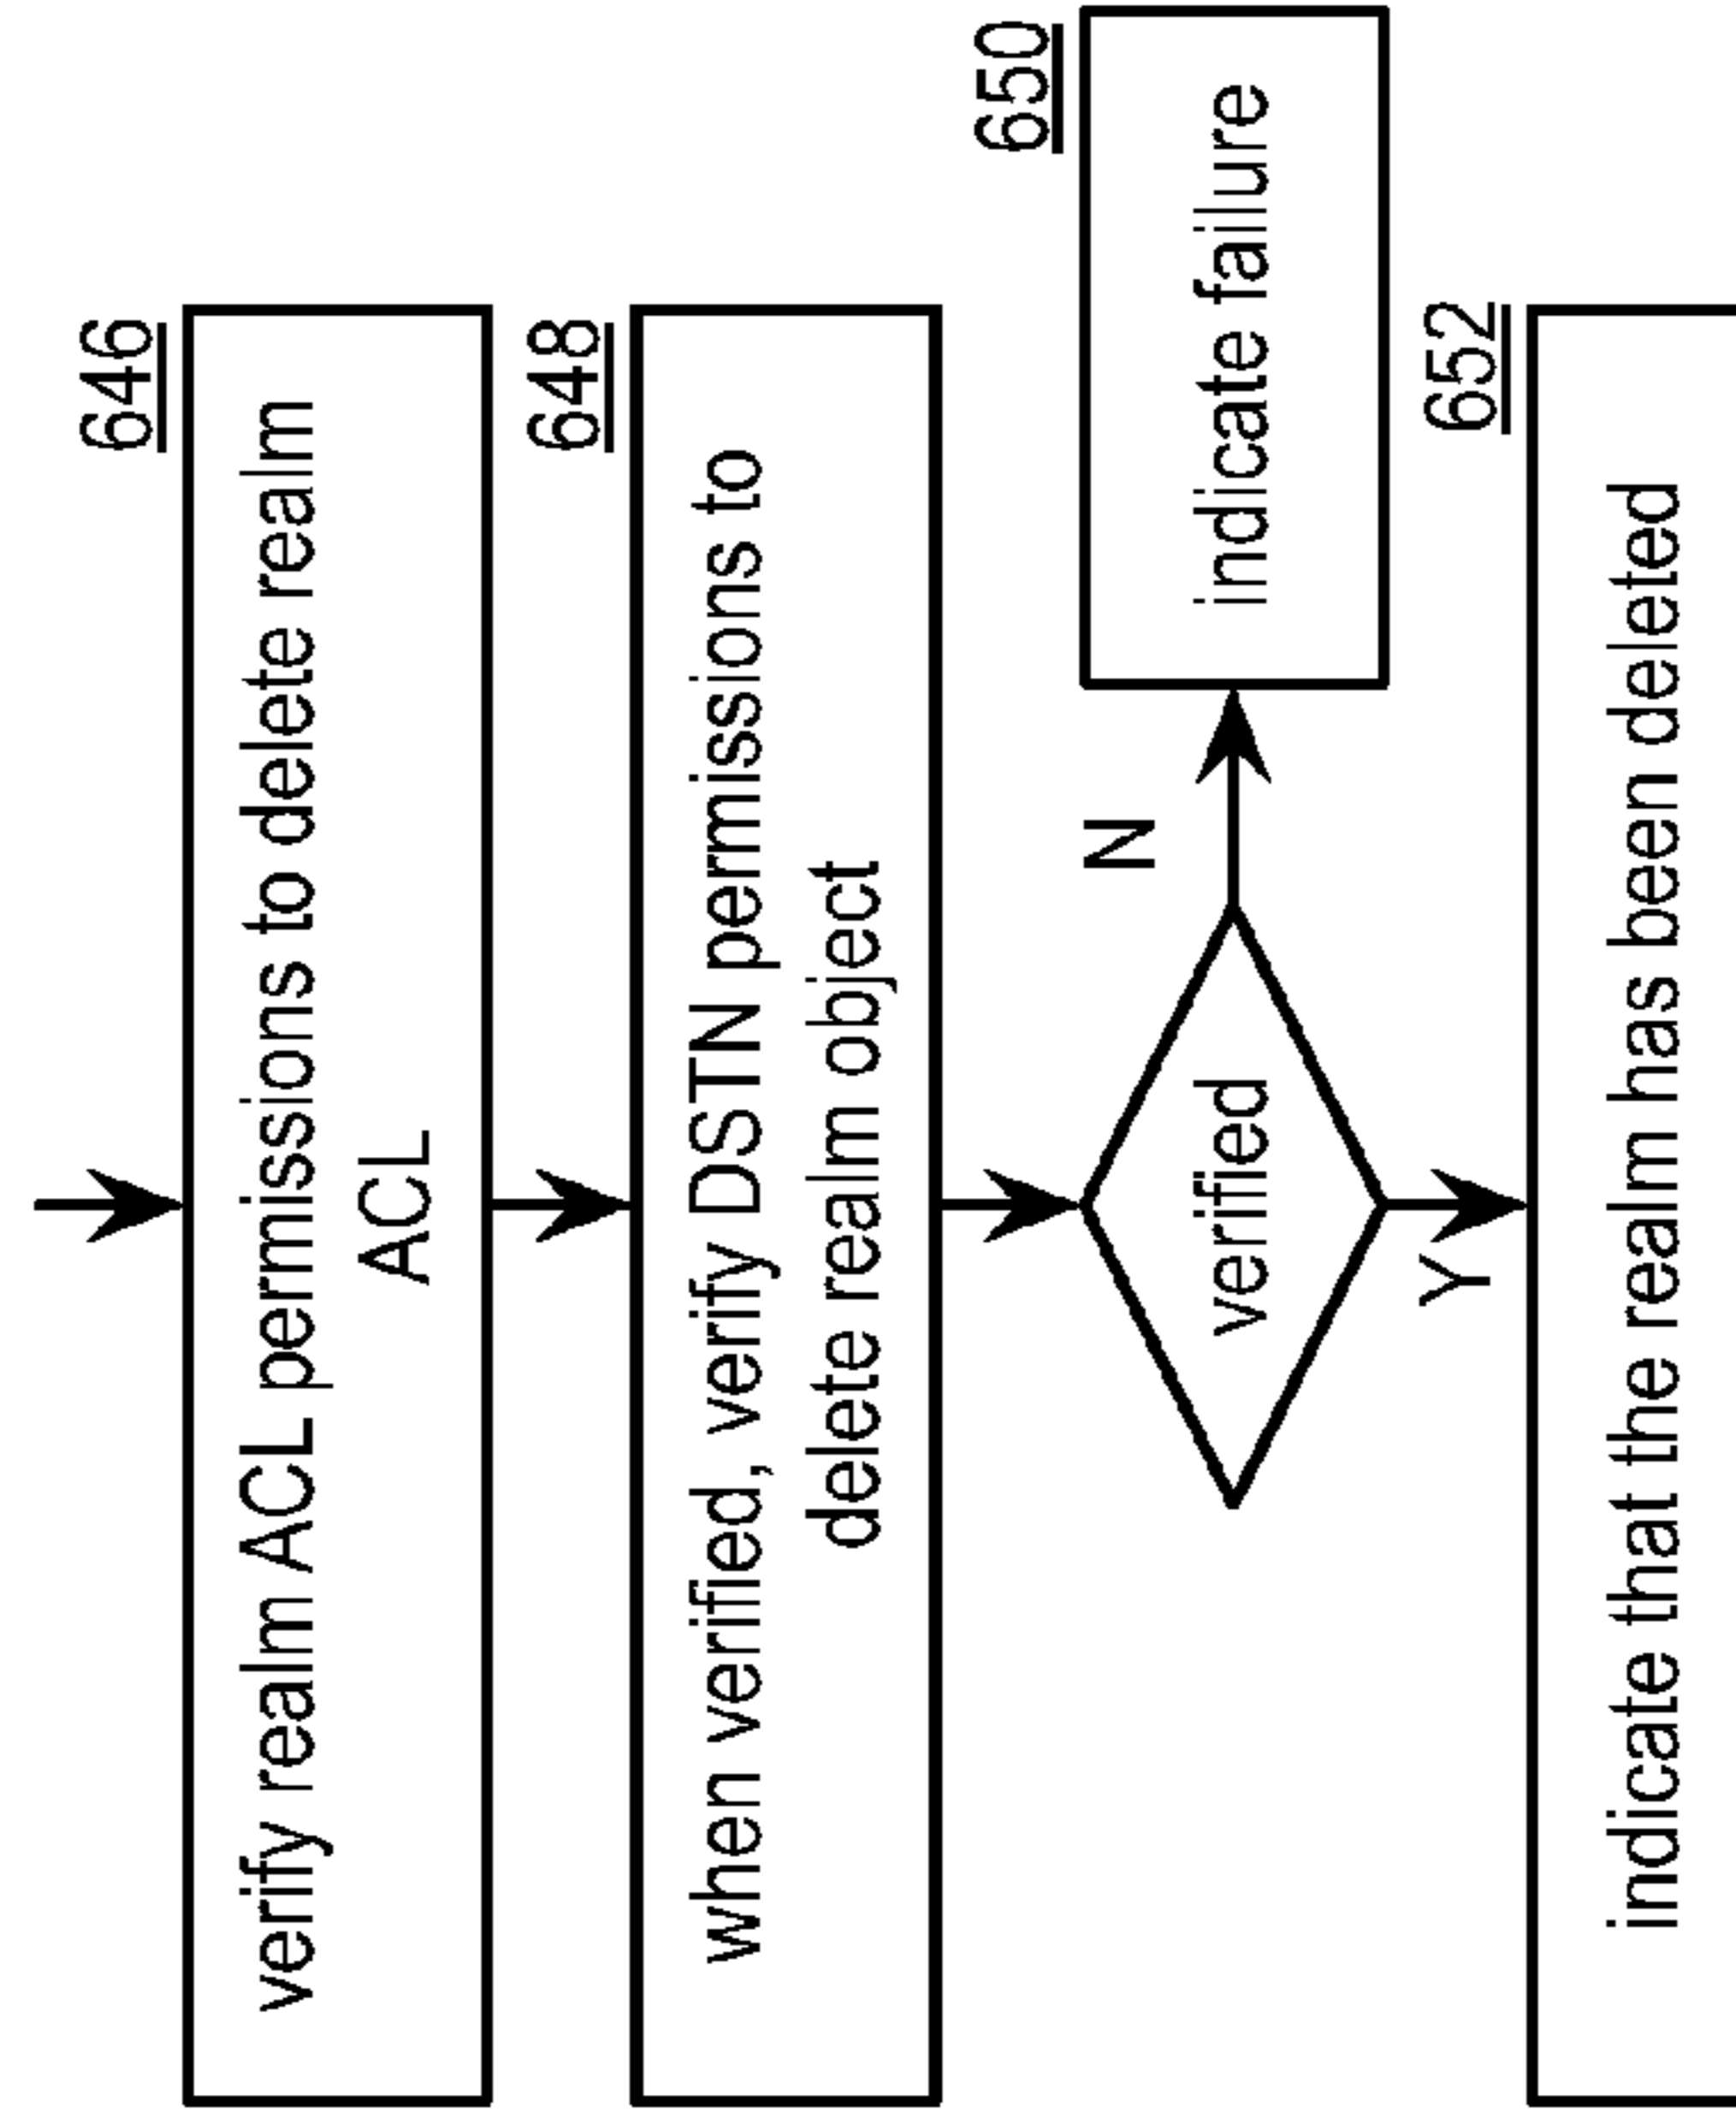 646
verify realm ACL permissions to delete realm
ACL
648
when verified, verify DSTN permissions to
delete realm object
650
verified
N
indicate failure
Y
652
indicate that the realm has been deleted